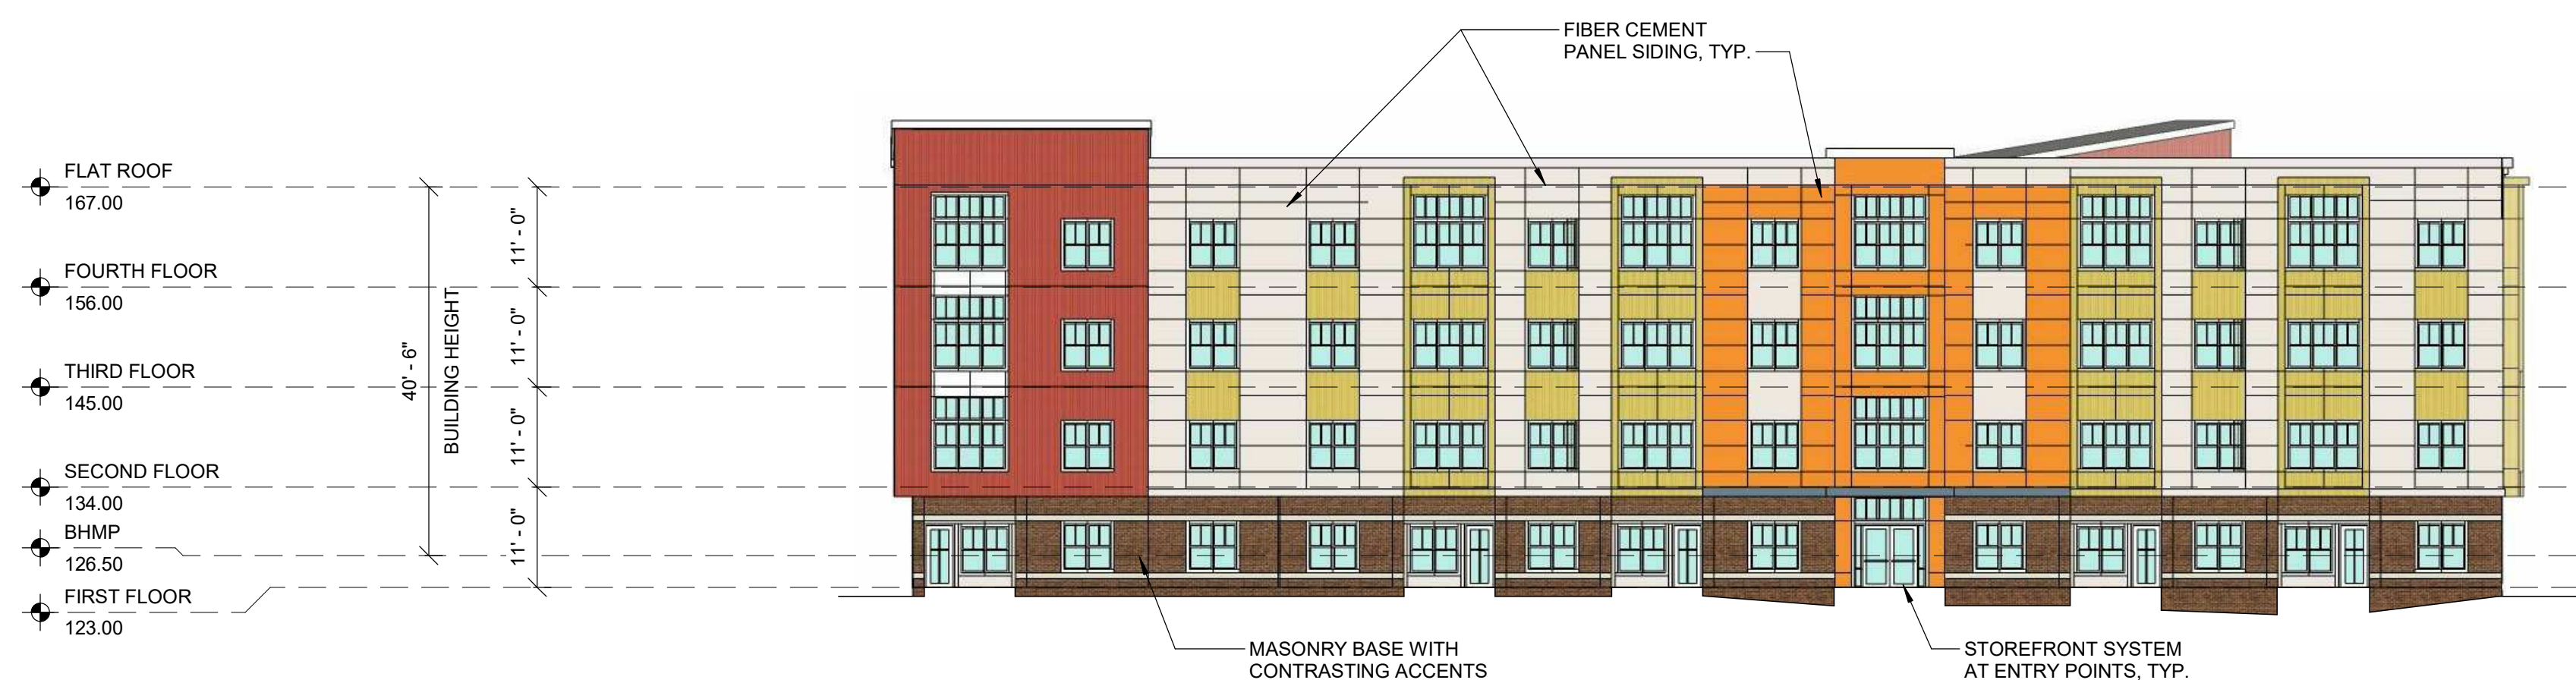 FIBER CEMENT
PANEL SIDING, TYP.
FLAT ROOF
167.00
11' - 0"
FOURTH FLOOR
156.00
11' - 0"
THIRD FLOOR
145.00
40' - 6"
BUILDING HEIGHT
11' - 0"
SECOND FLOOR
134.00
BHMP
126.50
11' - 0"
FIRST FLOOR
123.00
MASONRY BASE WITH
CONTRASTING ACCENTS
STOREFRONT SYSTEM
AT ENTRY POINTS, TYP.